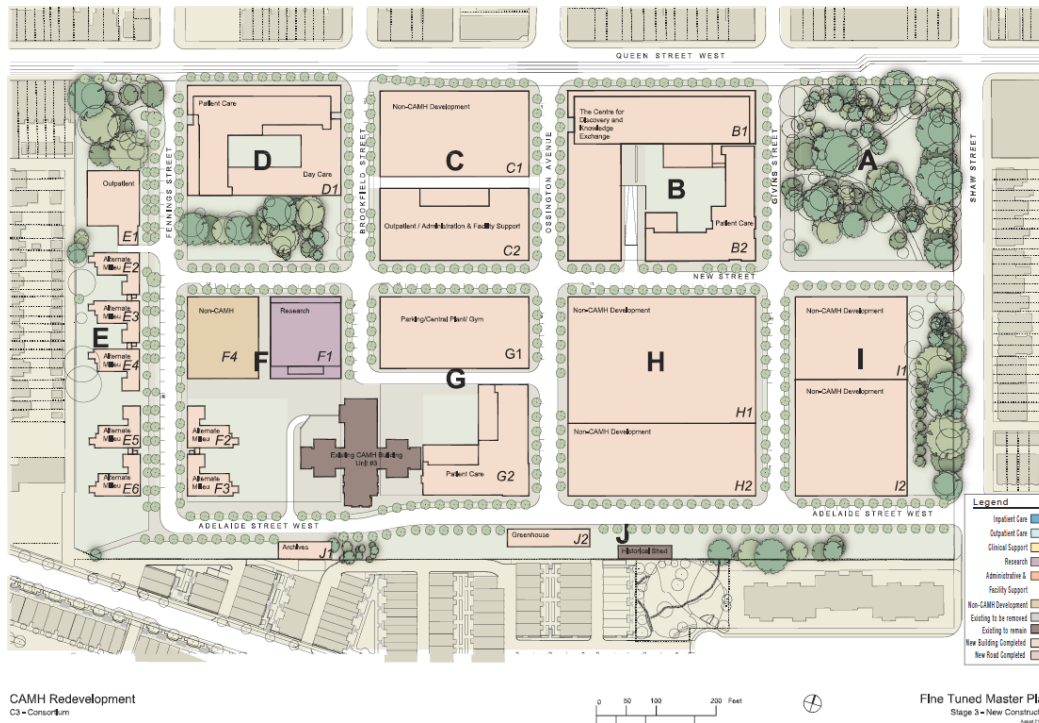 QUEEN STREET WEST
Patient Care
D
Day Care
D1
Non-CAMH Development
C
C1
Outpatient / Administration & Facility Support
C2
The Centre for
Discovery and
Knowledge
Exchange
B1
B
Patient Care
B2
A
FENNINGS STREET
BROOKFIELD STREET
OSSINGTON AVENUE
GIVINS STREET
SHAW STREET
NEW STREET
Outpatient
E1
Alternate
Milieu
E2
Alternate
Milieu
E3
E
Alternate
Milieu
E4
Alternate
Milieu
E5
Alternate
Milieu
E6
Non-CAMH
F4
F
Research
F1
Alternate
Milieu
F2
Alternate
Milieu
F3
Parking/Central Plant/ Gym
G1
G
Existing CAMH Building
Unit #3
Patient Care
G2
Non-CAMH Development
H
H1
Non-CAMH Development
H2
Non-CAMH Development
I
I1
Non-CAMH Development
I2
ADELAIDE STREET WEST
ADELAIDE STREET WEST
Archives
J1
Greenhouse
J2
J
Historical Shed
Legend
Inpatient Care
Outpatient Care
Clinical Support
Research
Administrative &
Facility Support
Non-CAMH Development
Existing to be removed
Existing to remain
New Building Completed
New Road Completed
CAMH Redevelopment
C3 - Consortium
0 50 100 200 Feet
Fine Tuned Master Pla
Stage 3 - New Construct